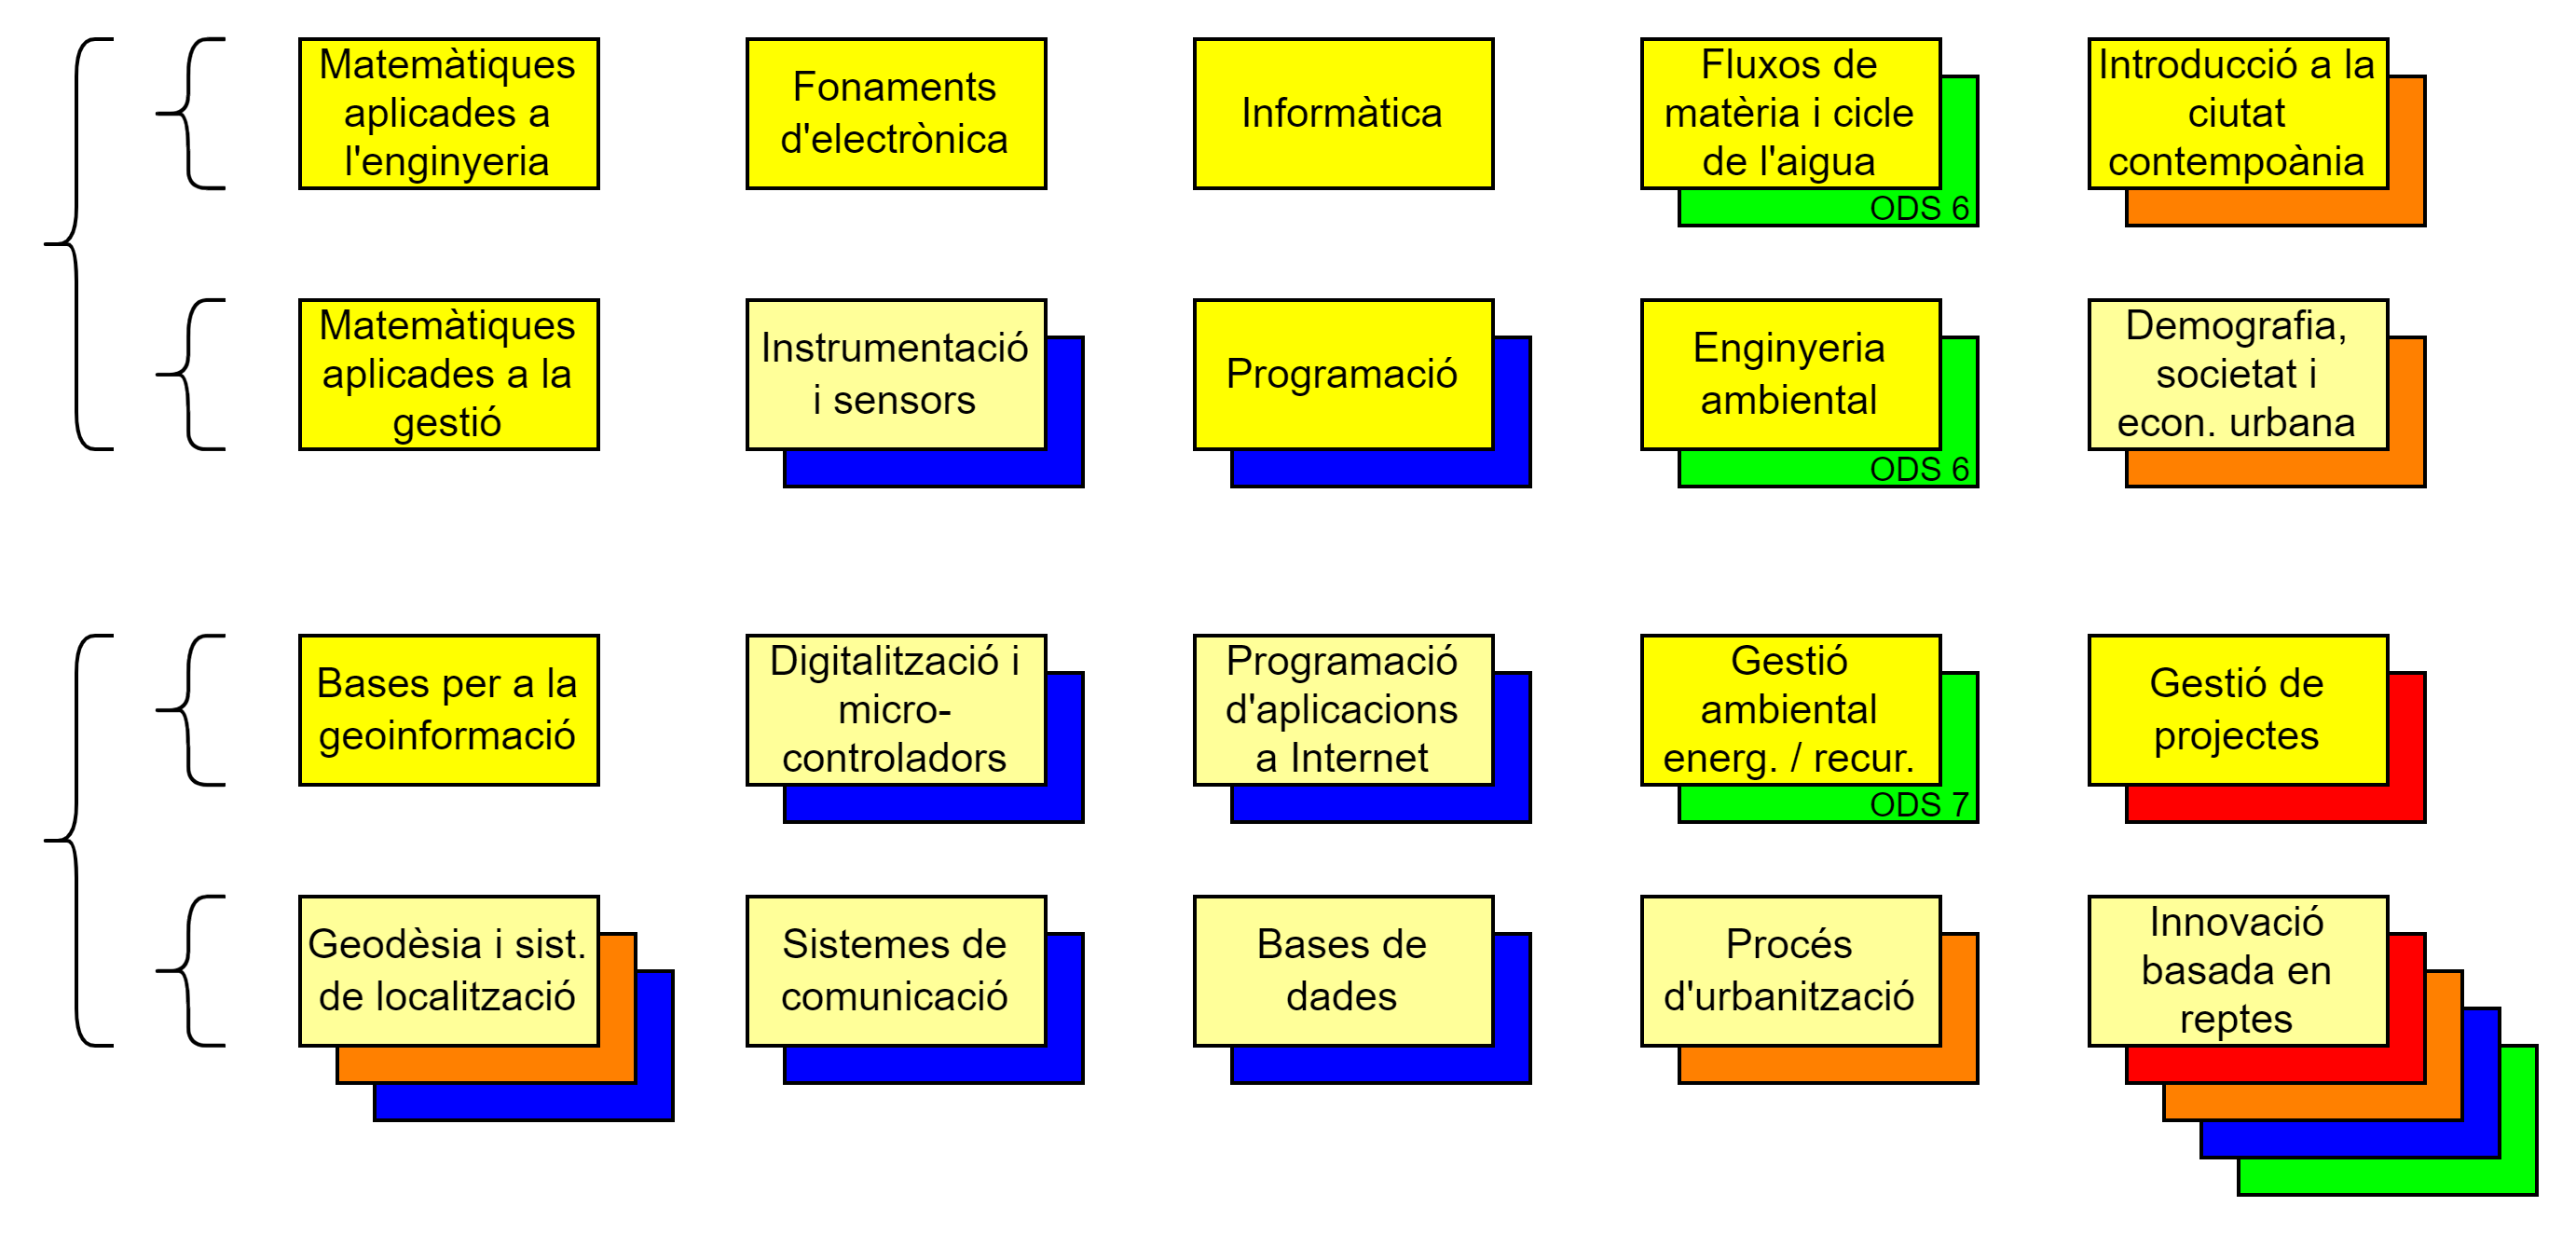 Matemàtiques
aplicades a
l'enginyeria
Fonaments
d'electrònica
Informàtica
Fluxos de
matèria i cicle
de l'aigua
ODS 6
Introducció a la
ciutat
contempoània
Matemàtiques
aplicades a la
gestió
Instrumentació
i sensors
Programació
Enginyeria
ambiental
ODS 6
Demografia,
societat i
econ. urbana
Bases per a la
geoinformació
Digitalització i
micro-
controladors
Programació
d'aplicacions
a Internet
Gestió
ambiental
energ. / recur.
ODS 7
Gestió de
projectes
Geodèsia i sist.
de localització
Sistemes de
comunicació
Bases de
dades
Procés
d'urbanització
Innovació
basada en
reptes